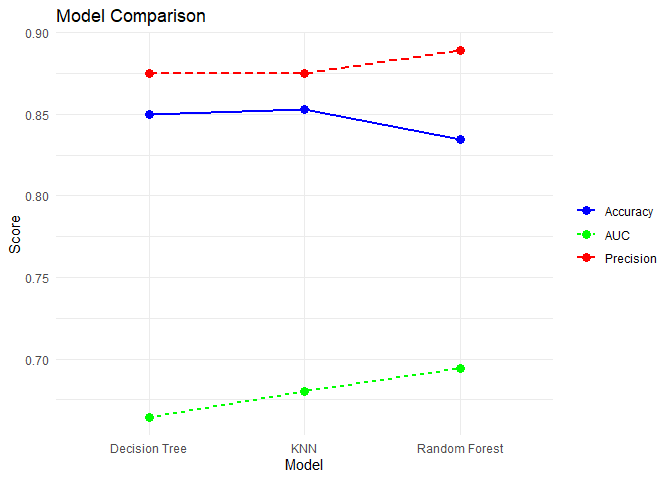 Model Comparison
0.90
0.85
0.80
0.75
0.70
Score
Decision Tree
KNN
Random Forest
Model
Accuracy
AUC
Precision